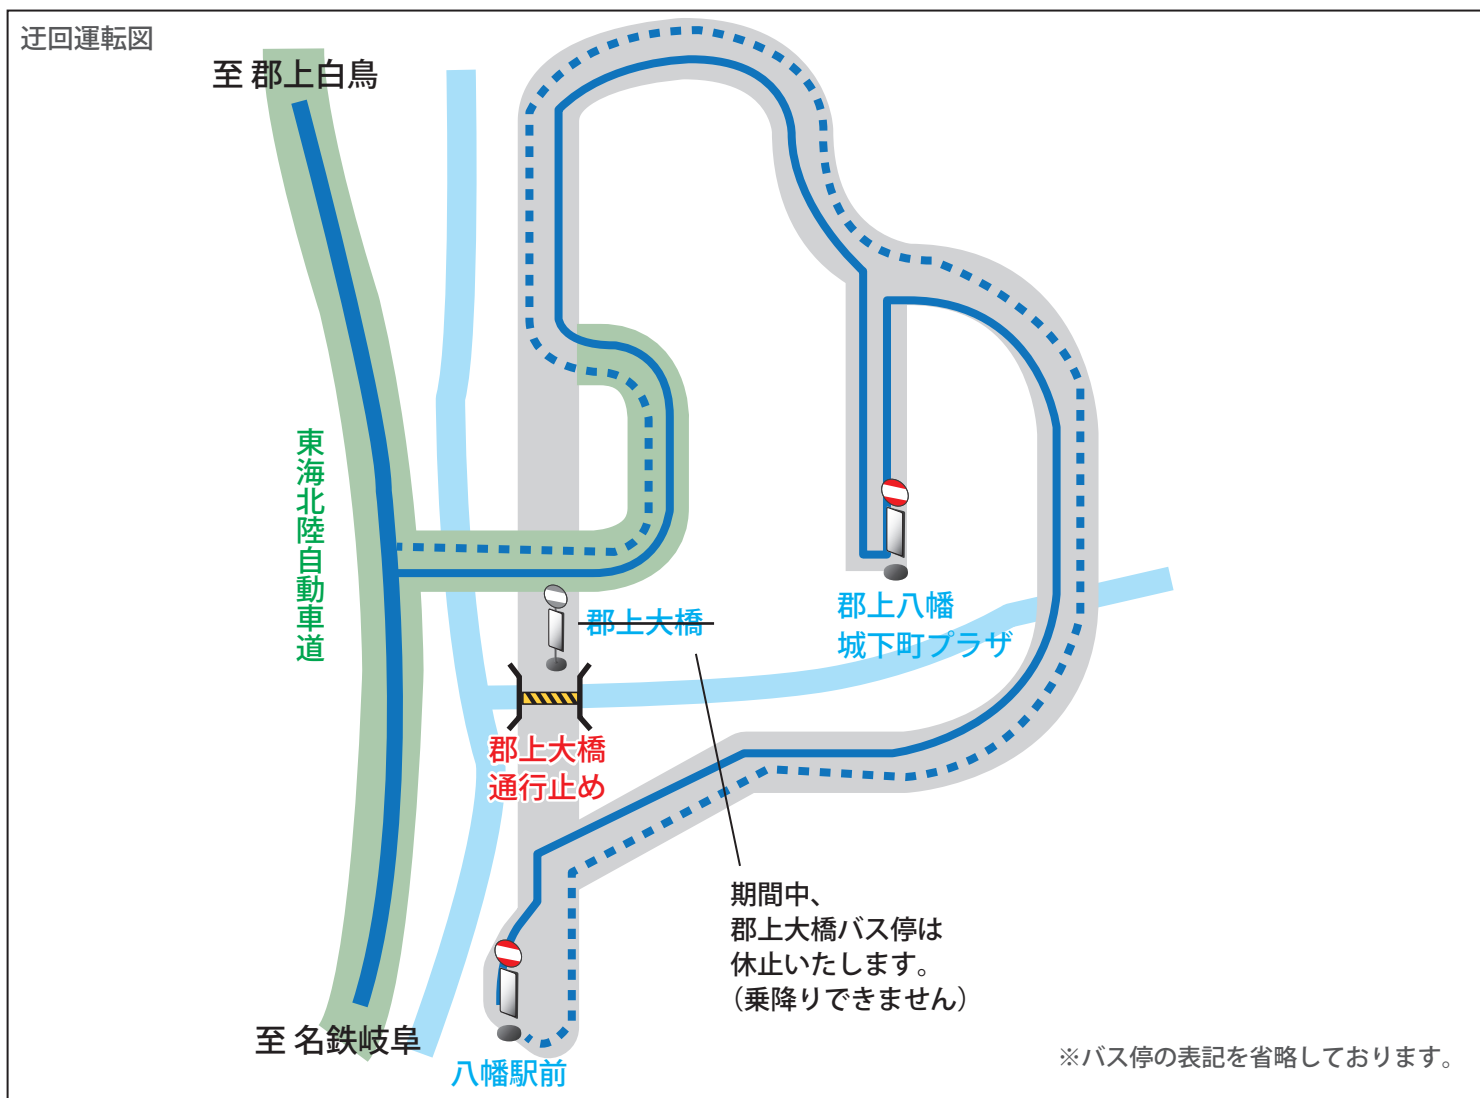 迂回運転図
至 郡上白鳥
東海北陸自動車道
郡上大橋
郡上八幡
城下町プラザ
郡上大橋
通行止め
期間中、
郡上大橋バス停は
休止いたします。
（乗降りできません）
至 名鉄岐阜
八幡駅前
※バス停の表記を省略しております。